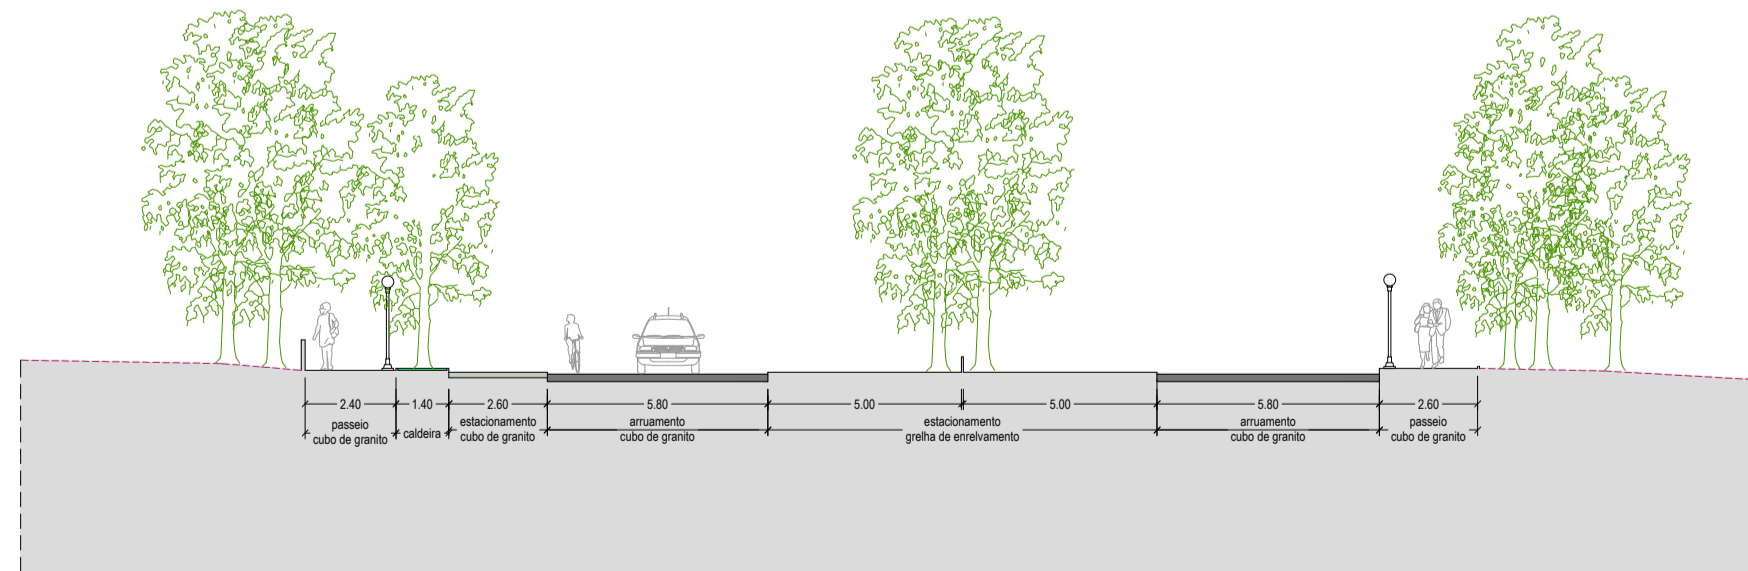 2.40 1.40 2.60 5.80 5.00 5.00 5.80 2.60
passeio
cubo de granito
caldeira
estacionamento
cubo de granito
arruamento
cubo de granito
estacionamento
grelha de enrelvamento
arruamento
cubo de granito
passeio
cubo de granito